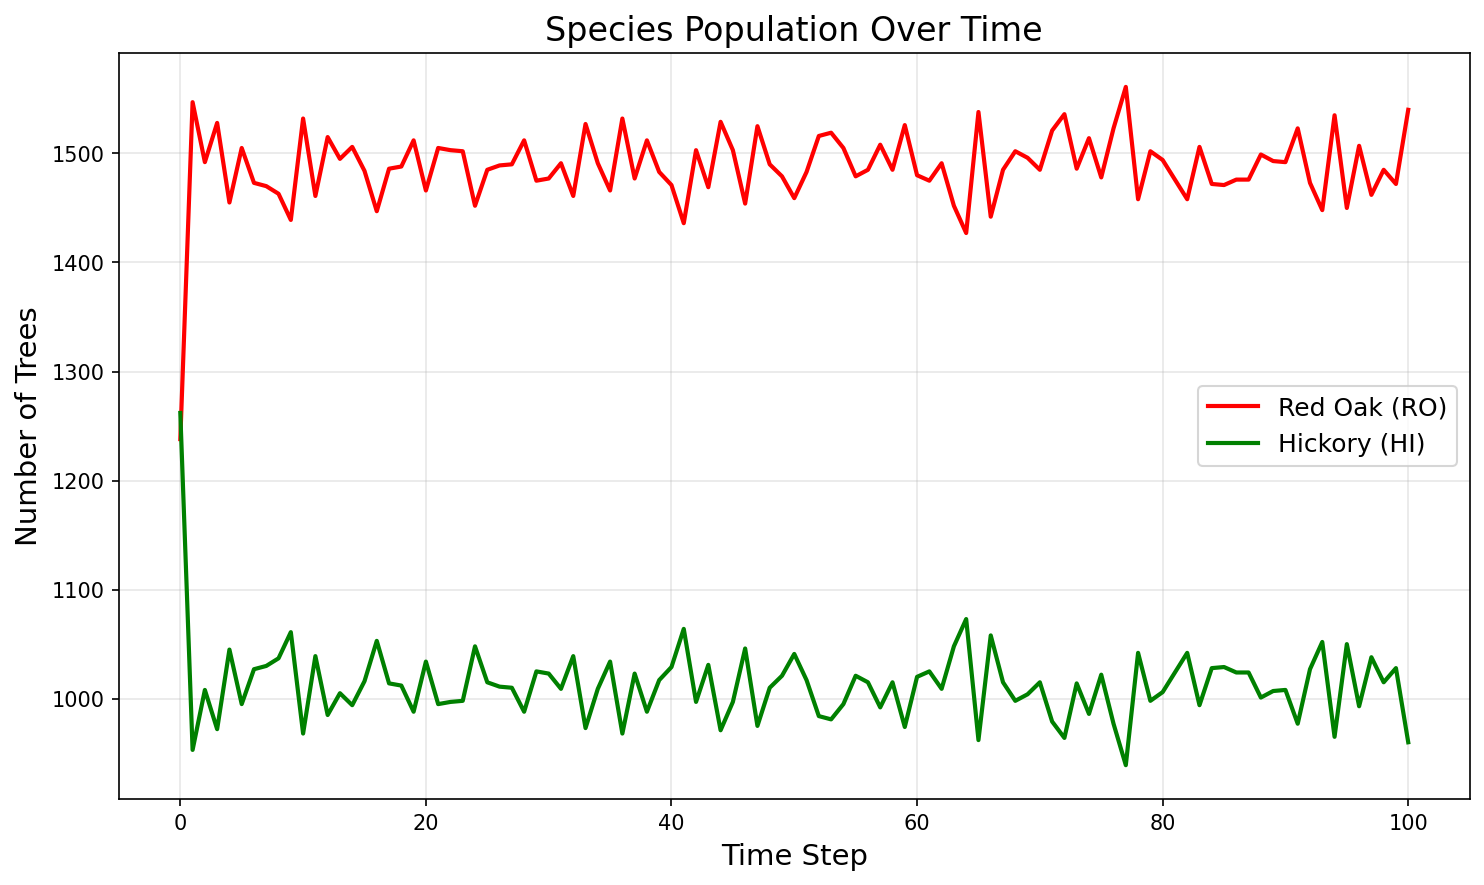 Species Population Over Time
Number of Trees
1500
1400
1300
1200
1100
1000
Red Oak (RO)
Hickory (HI)
0 20 40 60 80 100
Time Step